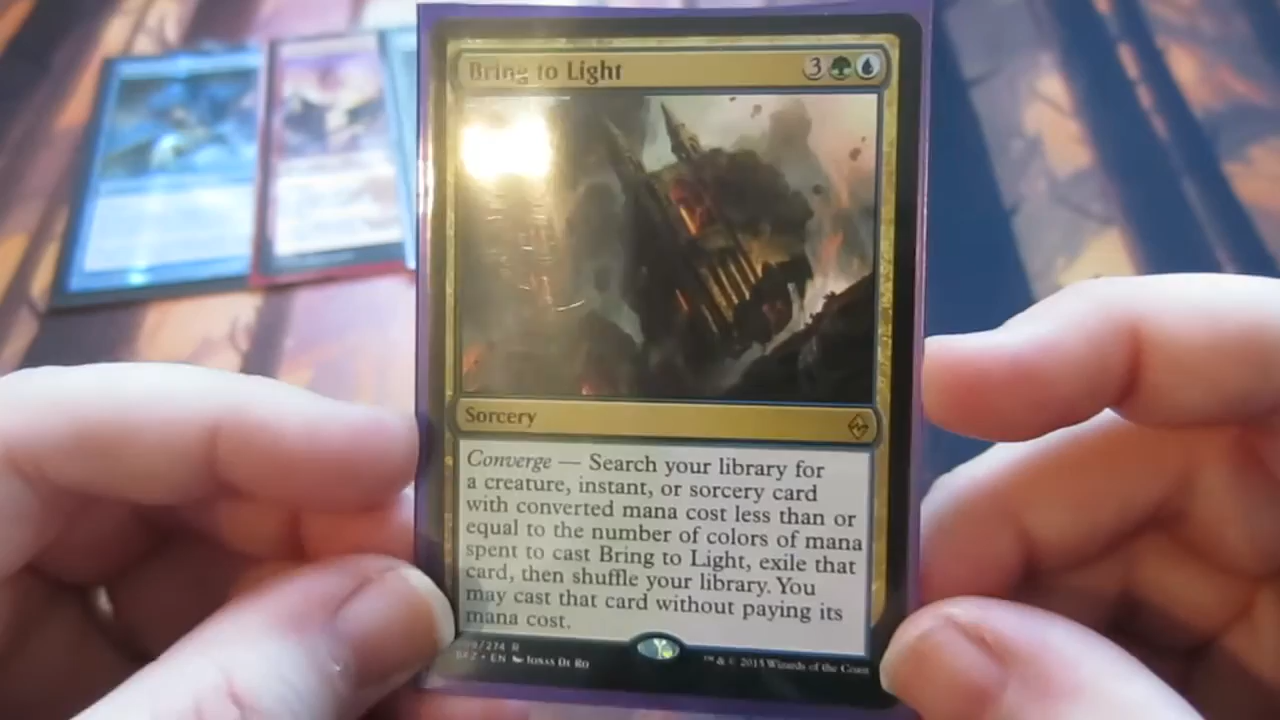 Bring to Light 3
Sorcery
Converge — Search your library for
a creature, instant, or sorcery card
with converted mana cost less than or
equal to the number of colors of mana
spent to cast Bring to Light, exile that
card, then shuffle your library. You
may cast that card without paying its
mana cost.
/274 R
BFZ • EN Jonas De Ro
™ & © 2015 Wizards of the Coast